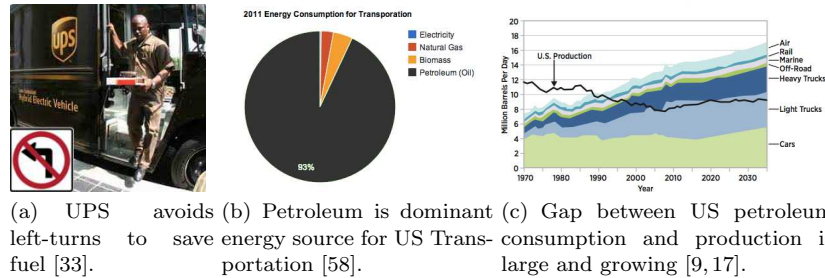 ups
Hybrid Electric Vehicle
2011 Energy Consumption for Transporation
Electricity
Natural Gas
Biomass
Petroleum (Oil)
93%
Million Barrels Per Day
20
18
16
14
12
10
8
6
4
2
0
U.S. Production
1970
1980
1990
2000
2010
2020
2030
Year
Air
Rail
Marine
Off-Road
Heavy Trucks
Light Trucks
Cars
(a) UPS avoids
left-turns to save
fuel [33].
(b) Petroleum is dominant
energy source for US Trans-
portation [58].
(c) Gap between US petroleum
consumption and production i
large and growing [9,17].